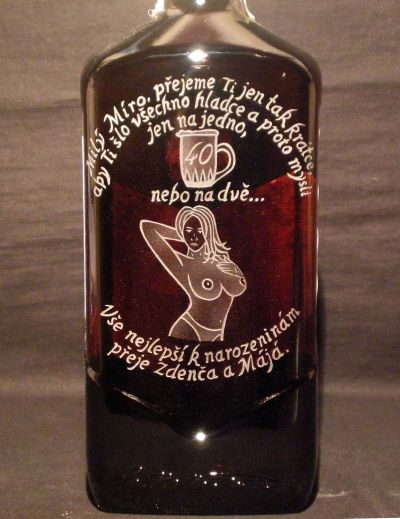 Milý Míro, přejeme Ti jen tak krátce,
aby Ti šlo všechno hladce a proto mysli
jen na jedno,
40
nebo na dvě...
Vše nejlepší k narozeninám
přeje Zdenča a Mája.